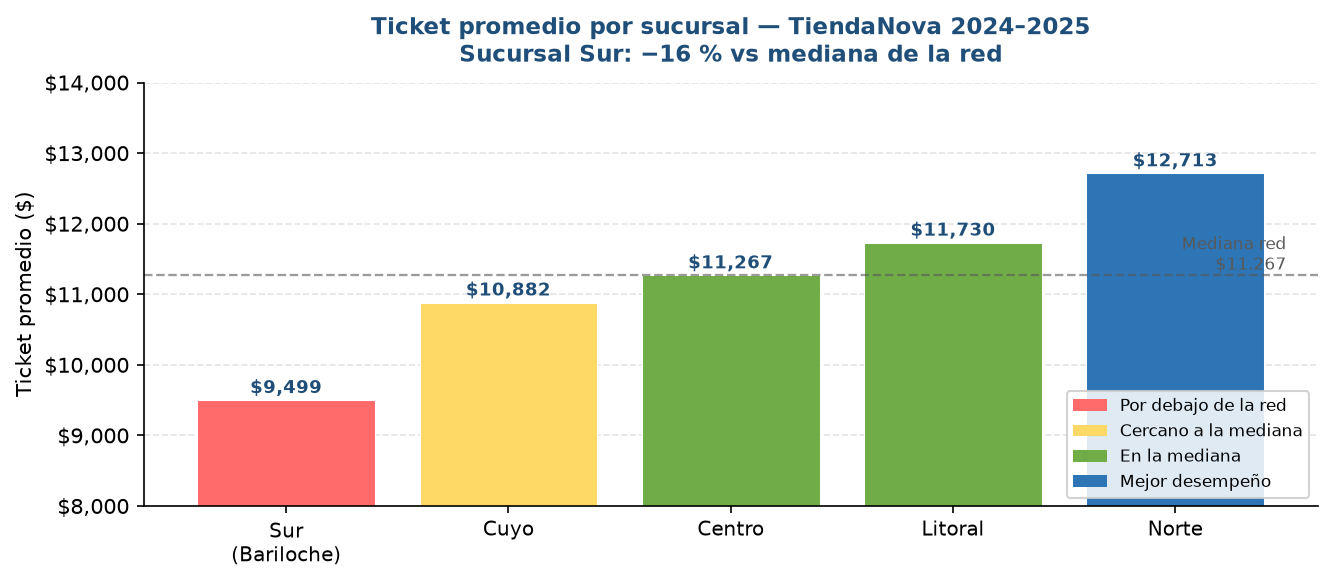 Ticket promedio por sucursal — TiendaNova 2024–2025
Sucursal Sur: −16 % vs mediana de la red
Ticket promedio ($)
$14,000
$13,000
$12,000
$11,000
$10,000
$9,000
$8,000
$9,499
$10,882
$11,267
$11,730
$12,713
Mediana red
$11.267
Por debajo de la red
Cercano a la mediana
En la mediana
Mejor desempeño
Sur
(Bariloche)
Cuyo
Centro
Litoral
Norte